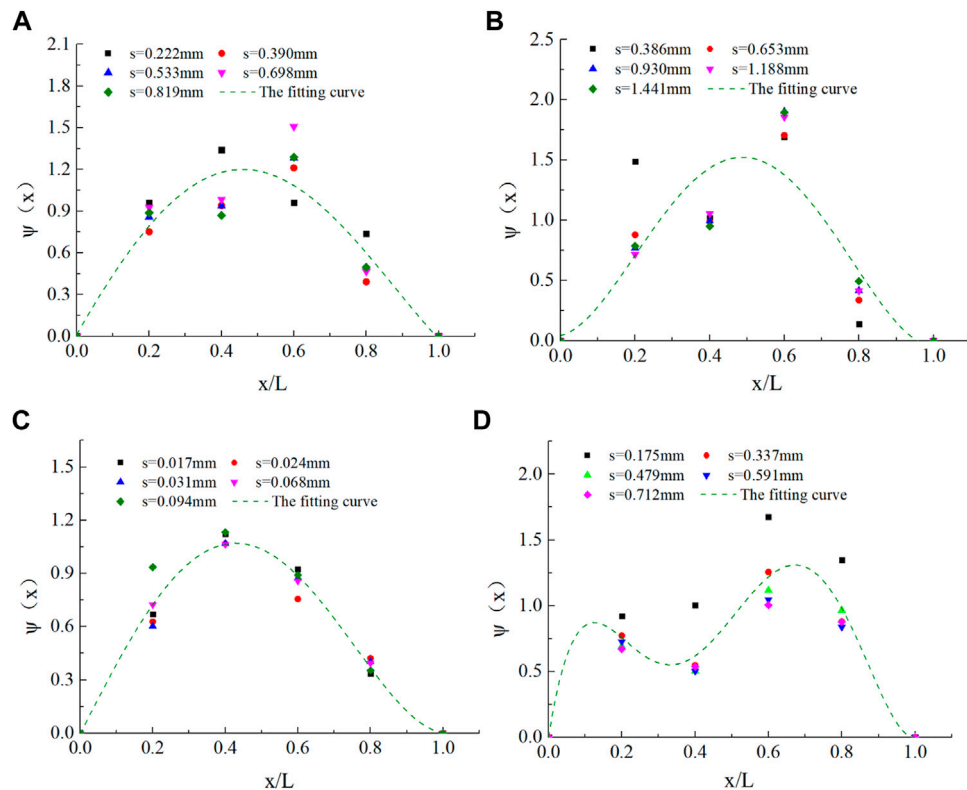 A
s=0.222mm s=0.390mm
s=0.533mm s=0.698mm
s=0.819mm The fitting curve
2.1
1.8
1.5
1.2
0.9
0.6
0.3
0.0
ψ（x）
0.0 0.2 0.4 0.6 0.8 1.0
x/L
B
s=0.386mm s=0.653mm
s=0.930mm s=1.188mm
s=1.441mm The fitting curve
2.5
2.0
1.5
1.0
0.5
0.0
ψ（x）
0.0 0.2 0.4 0.6 0.8 1.0
x/L
C
s=0.017mm s=0.024mm
s=0.031mm s=0.068mm
s=0.094mm The fitting curve
1.5
1.2
0.9
0.6
0.3
0.0
ψ（x）
0.0 0.2 0.4 0.6 0.8 1.0
x/L
D
s=0.175mm s=0.337mm
s=0.479mm s=0.591mm
s=0.712mm The fitting curve
2.0
1.5
1.0
0.5
0.0
ψ（x）
0.0 0.2 0.4 0.6 0.8 1.0
x/L